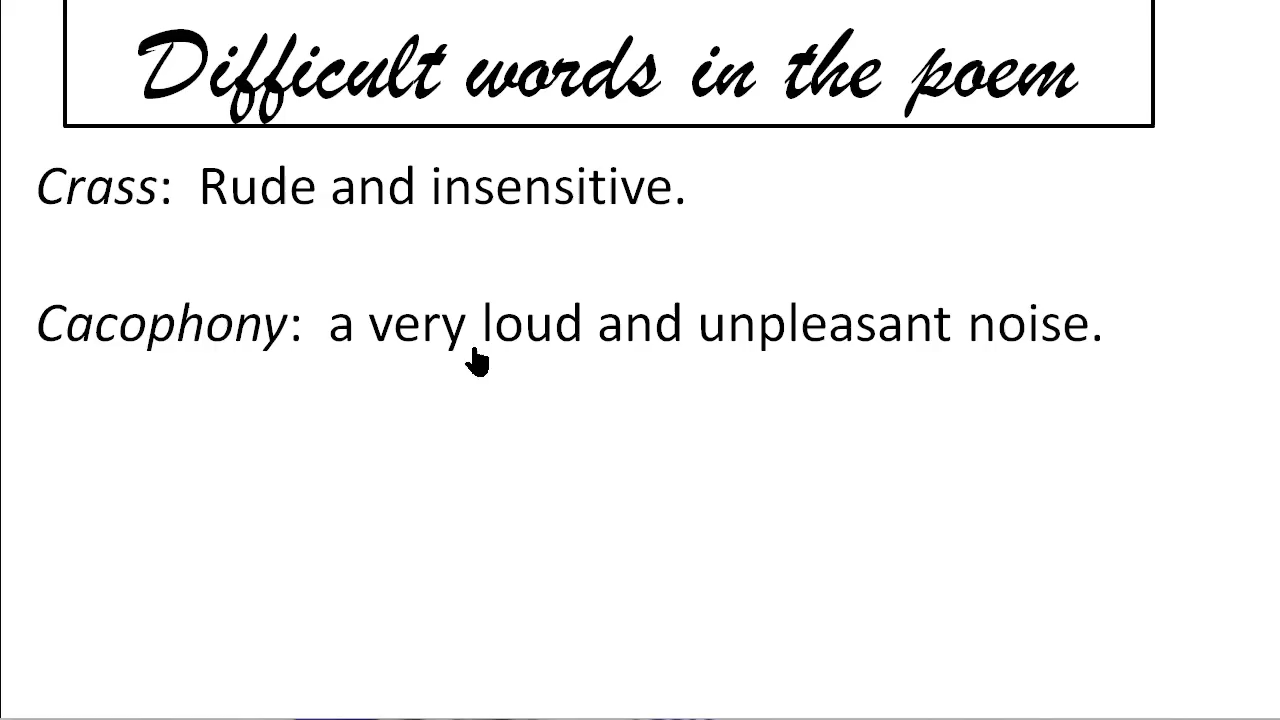 Difficult words in the poem
Crass: Rude and insensitive.
Cacophony: a very loud and unpleasant noise.